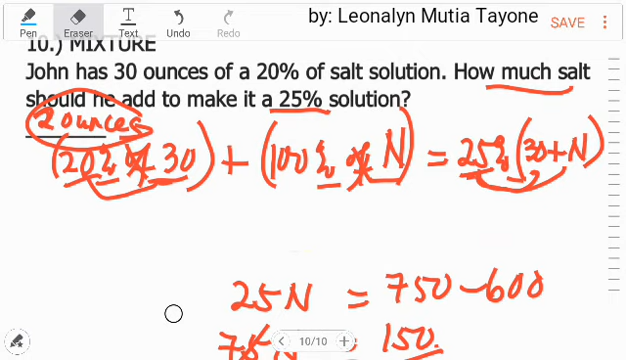 by: Leonalyn Mutia Tayone
SAVE
Pen Eraser Text Undo Redo
10.) MIXTURE
John has 30 ounces of a 20% of salt solution. How much salt
should he add to make it a 25% solution?
2 ounces
(20% of 30) + (100% of N) = 25% (30+N)
25N = 750-600
N = 150
10/10